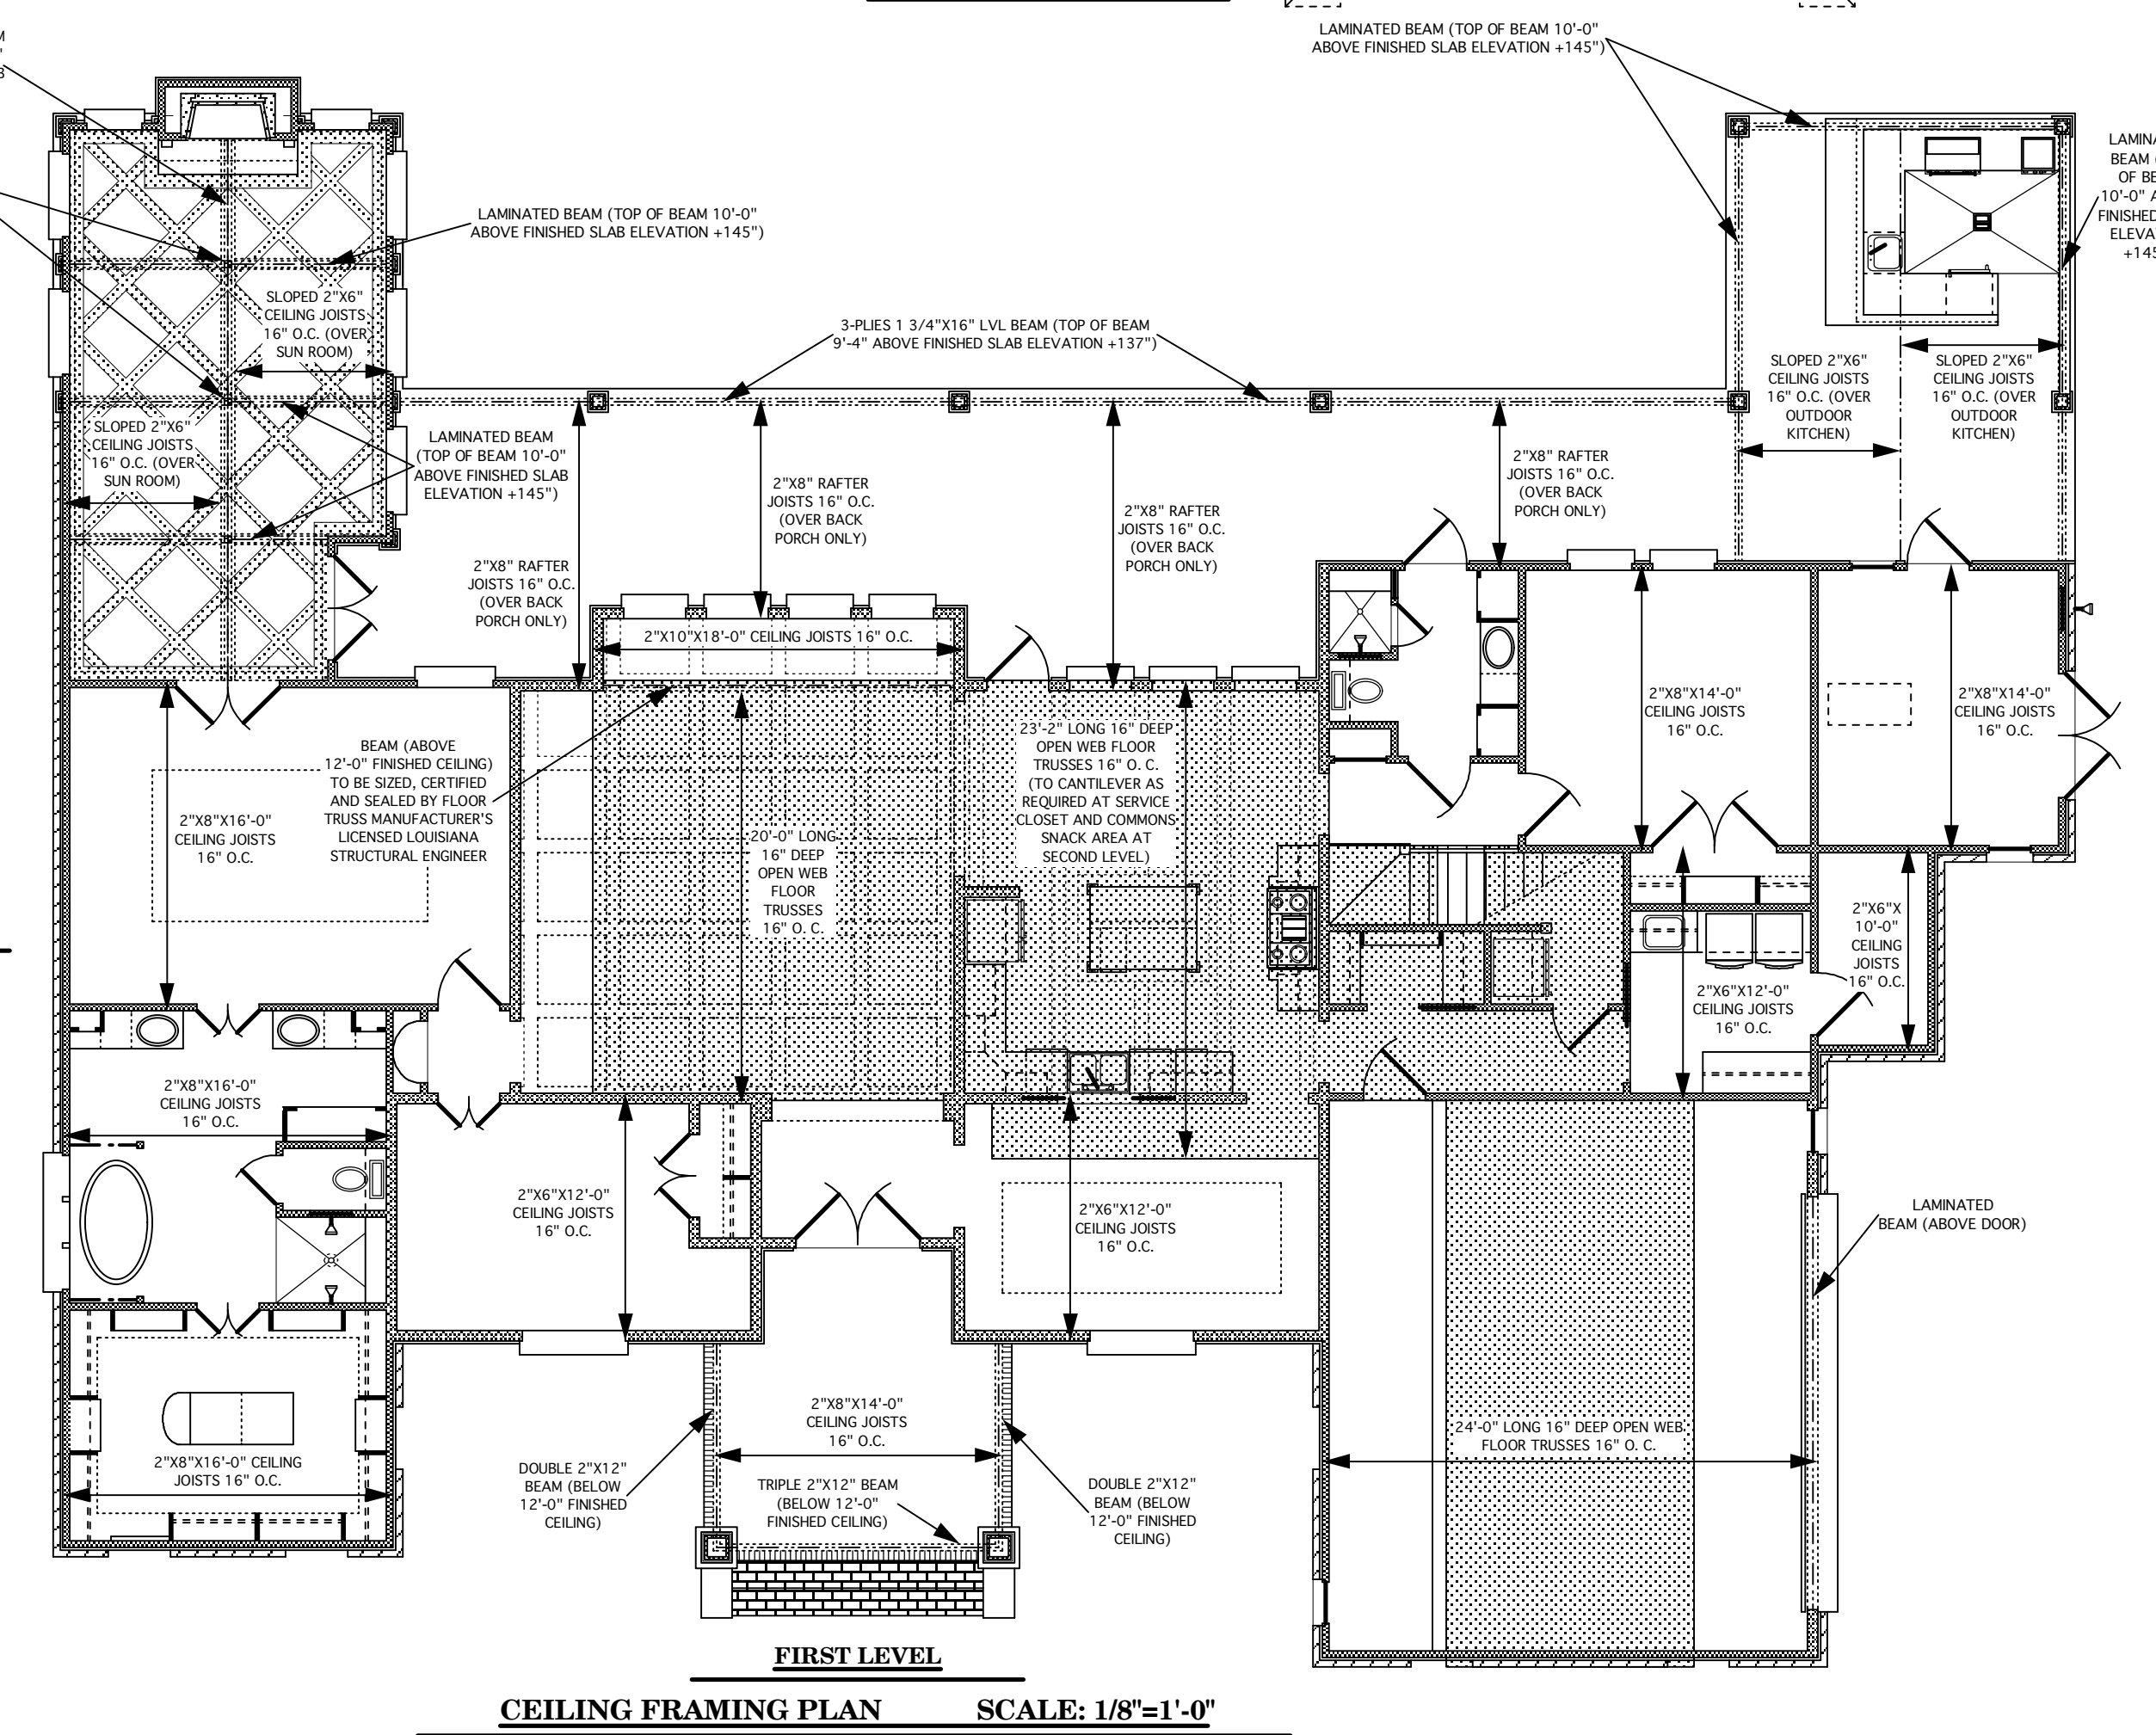 LAMINATED BEAM (TOP OF BEAM 10'-0"
ABOVE FINISHED SLAB ELEVATION +145")
LAMINATED BEAM (TOP OF BEAM 10'-0"
ABOVE FINISHED SLAB ELEVATION +145")
BEAM
10'-0"
FINISHED
+145
SLOPED 2"X6"
CEILING JOISTS
16" O.C. (OVER
SUN ROOM)
3-PLIES 1 3/4"X16" LVL BEAM (TOP OF BEAM
9'-4" ABOVE FINISHED SLAB ELEVATION +137")
SLOPED 2"X6"
CEILING JOISTS
16" O.C. (OVER
OUTDOOR
KITCHEN)
SLOPED 2"X6"
CEILING JOISTS
16" O.C. (OVER
OUTDOOR
KITCHEN)
SLOPED 2"X6"
CEILING JOISTS
16" O.C. (OVER
SUN ROOM)
LAMINATED BEAM
(TOP OF BEAM 10'-0"
ABOVE FINISHED SLAB
ELEVATION +145")
2"X8" RAFTER
JOISTS 16" O.C.
(OVER BACK
PORCH ONLY)
2"X8" RAFTER
JOISTS 16" O.C.
(OVER BACK
PORCH ONLY)
2"X8" RAFTER
JOISTS 16" O.C.
(OVER BACK
PORCH ONLY)
2"X8" RAFTER
JOISTS 16" O.C.
(OVER BACK
PORCH ONLY)
2"X10"X18'-0" CEILING JOISTS 16" O.C.
BEAM (ABOVE
12'-0" FINISHED CEILING)
TO BE SIZED, CERTIFIED
AND SEALED BY FLOOR
TRUSS MANUFACTURER'S
LICENSED LOUISIANA
STRUCTURAL ENGINEER
23'-2" LONG 16" DEEP
OPEN WEB FLOOR
TRUSSES 16" O. C.
(TO CANTILEVER AS
REQUIRED AT SERVICE
CLOSET AND COMMONS
SNACK AREA AT
SECOND LEVEL)
2"X8"X14'-0"
CEILING JOISTS
16" O.C.
2"X8"X14'-0"
CEILING JOISTS
16" O.C.
2"X8"X16'-0"
CEILING JOISTS
16" O.C.
20'-0" LONG
16" DEEP
OPEN WEB
FLOOR
TRUSSES
16" O. C.
2"X6"X
10'-0"
CEILING
JOISTS
16" O.C.
2"X6"X12'-0"
CEILING JOISTS
16" O.C.
2"X8"X16'-0"
CEILING JOISTS
16" O.C.
2"X6"X12'-0"
CEILING JOISTS
16" O.C.
2"X6"X12'-0"
CEILING JOISTS
16" O.C.
LAMINATED
BEAM (ABOVE DOOR)
2"X8"X14'-0"
CEILING JOISTS
16" O.C.
24'-0" LONG 16" DEEP OPEN WEB
FLOOR TRUSSES 16" O. C.
2"X8"X16'-0" CEILING
JOISTS 16" O.C.
DOUBLE 2"X12"
BEAM (BELOW
12'-0" FINISHED
CEILING)
TRIPLE 2"X12" BEAM
(BELOW 12'-0"
FINISHED CEILING)
DOUBLE 2"X12"
BEAM (BELOW
12'-0" FINISHED
CEILING)
FIRST LEVEL
CEILING FRAMING PLAN SCALE: 1/8"=1'-0"